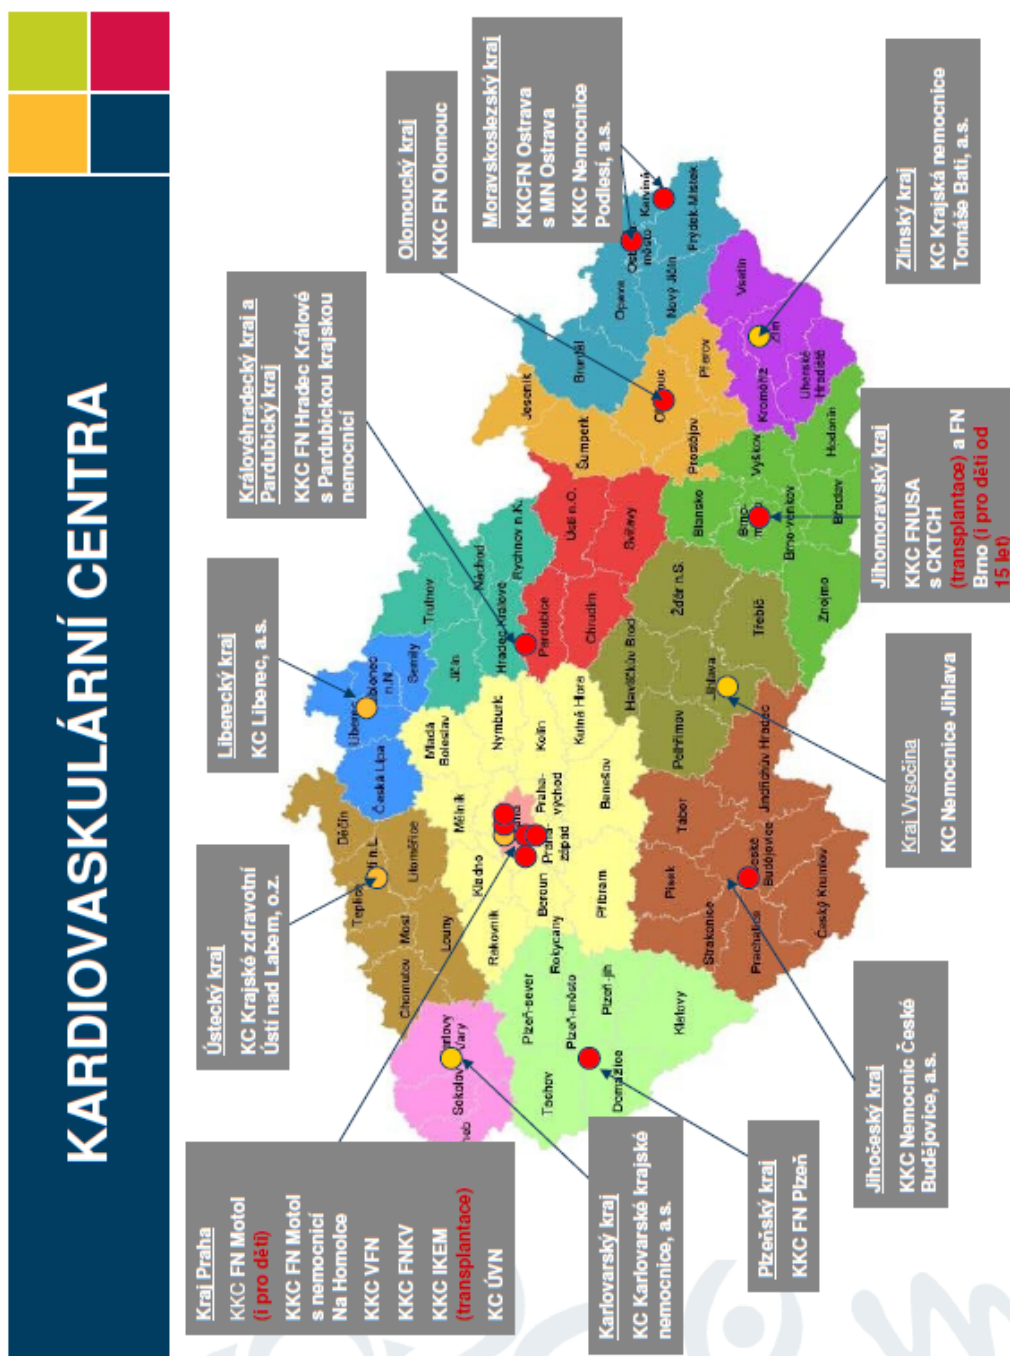 KARDIOVASKULÁRNÍ CENTRA
Kraj Praha
KKC FN Motol
(i pro děti)
KKC FN Motol
s nemocnicí
Na Homolce
KKC VFN
KKC FNKV
KKC IKEM
(transplantace)
KC ÚVN
Ústecký kraj
KC Krajské zdravotní
Ústí nad Labem, o.z.
Liberecký kraj
KC Liberec, a.s.
Královéhradecký kraj a
Pardubický kraj
KKC FN Hradec Králové
s Pardubickou krajskou
nemocnicí
Olomoucký kraj
KKC FN Olomouc
Moravskoslezský kraj
KKCFN Ostrava
s MN Ostrava
KKC Nemocnice
Podlesí, a.s.
Karlovarský kraj
KC Karlovarské krajské
nemocnice, a.s.
Plzeňský kraj
KKC FN Plzeň
Jihočeský kraj
KKC Nemocnic České
Budějovice, a.s.
Kraj Vysočina
KC Nemocnice Jihlava
Jihomoravský kraj
KKC FNUSA
s CKTCH
(transplantace) a FN
Brno (i pro děti od
15 let)
Zlínský kraj
KC Krajská nemocnice
Tomáše Bati, a.s.
Děčín
Teplice
Litoměřice
Most
Chomutov
Louny
Liberec
Česká Lípa
Semily
Trutnov
Jičín
Náchod
Hradec Králové
Rychnov n.K.
Mladá
Boleslav
Mělník
Nymburk
Kladno
Kolín
Rakovník
Praha-
východ
Praha-
západ
Kutná Hora
Beroun
Benešov
Příbram
Sokolov
Vary
Plzeň-sever
Rokycany
Tachov
Plzeň-město
Plzeň-jih
Domažlice
Klatovy
Písek
Tábor
Strakonice
Jindřichův Hradec
Prachatice
České
Budějovice
Český Krumlov
Pardubice
Chrudim
Ústí n.O.
Svitavy
Havlíčkův Brod
Žďár n.S.
Pelhřimov
Jihlava
Třebíč
Jeseník
Šumperk
Prostějov
Přerov
Bruntál
Opava
město
Nový Jičín
Karviná
Frýdek-Místek
Blansko
Vyškov
Brno-venkov
Znojmo
Břeclav
Hodonín
Kroměříž
Vsetín
Zlín
Uherské
Hradiště